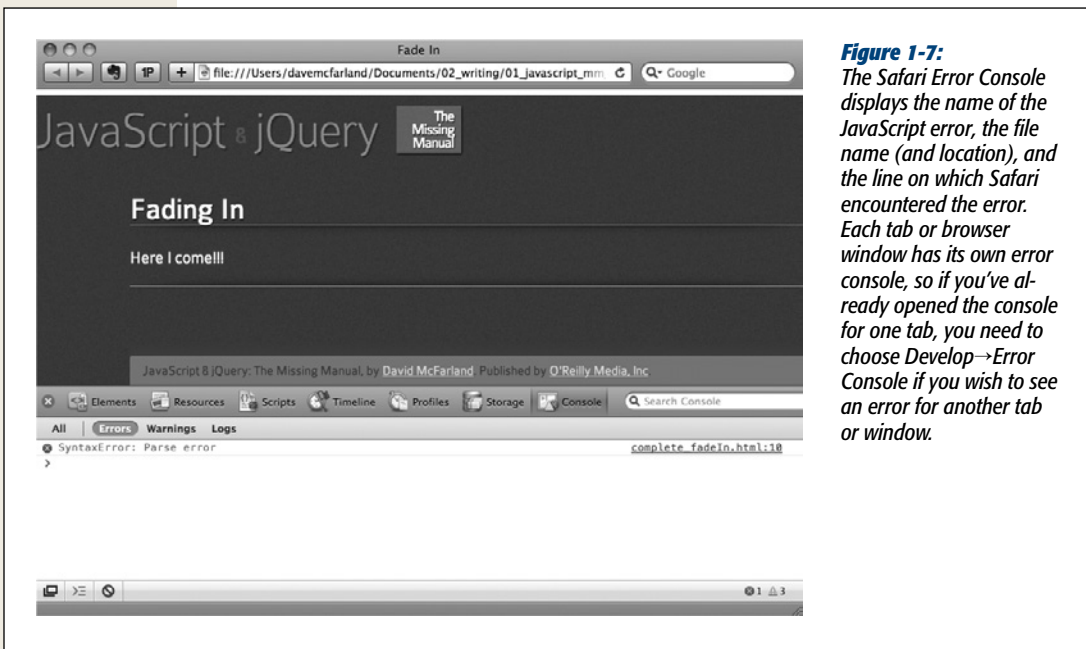 Fade In
1P
+
file:///Users/davemcfarland/Documents/02_writing/01_javascript_mm
Google
JavaScript & jQuery
The
Missing
Manual
Fading In
Here I come!!!
JavaScript & jQuery: The Missing Manual, by David McFarland. Published by O'Reilly Media, Inc
Elements Resources Scripts Timeline Profiles Storage Console Search Console
All Errors Warnings Logs
SyntaxError: Parse error complete_fadeIn.html:10
>
1 3
Figure 1-7:
The Safari Error Console
displays the name of the
JavaScript error, the file
name (and location), and
the line on which Safari
encountered the error.
Each tab or browser
window has its own error
console, so if you've al-
ready opened the console
for one tab, you need to
choose Develop→Error
Console if you wish to see
an error for another tab
or window.